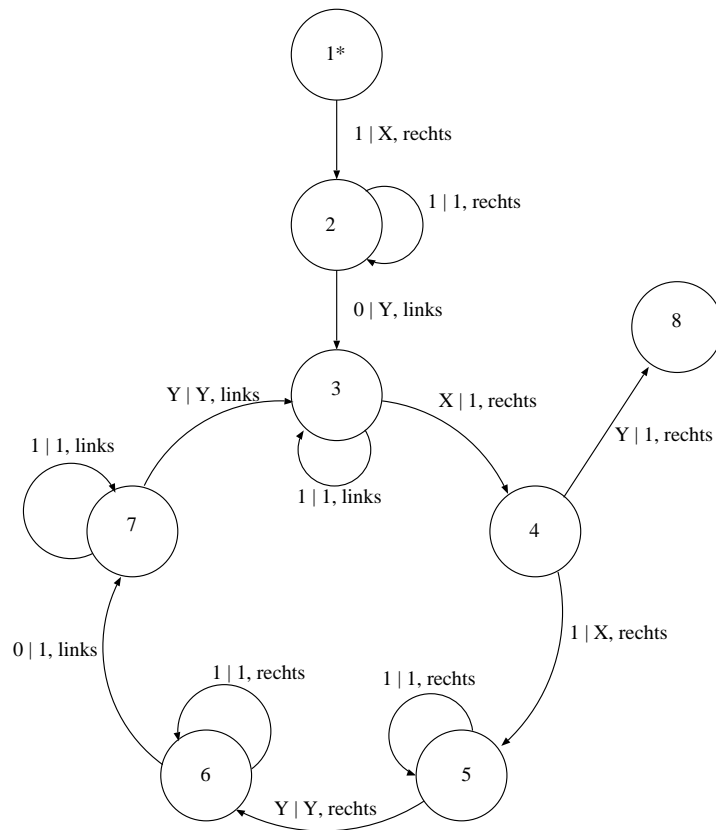 1*
1 | X, rechts
2
1 | 1, rechts
0 | Y, links
8
3
Y | Y, links
X | 1, rechts
Y | 1, rechts
1 | 1, links
1 | 1, links
7
4
0 | 1, links
1 | X, rechts
1 | 1, rechts
1 | 1, rechts
6
5
Y | Y, rechts